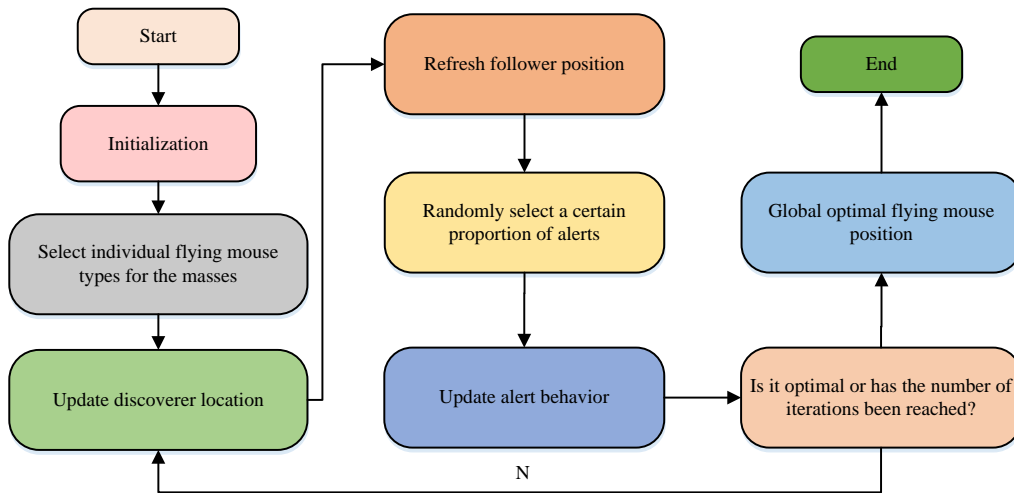 Start
Initialization
Select individual flying mouse
types for the masses
Update discoverer location
Refresh follower position
Randomly select a certain
proportion of alerts
Update alert behavior
Is it optimal or has the number of
iterations been reached?
N
Global optimal flying mouse
position
End